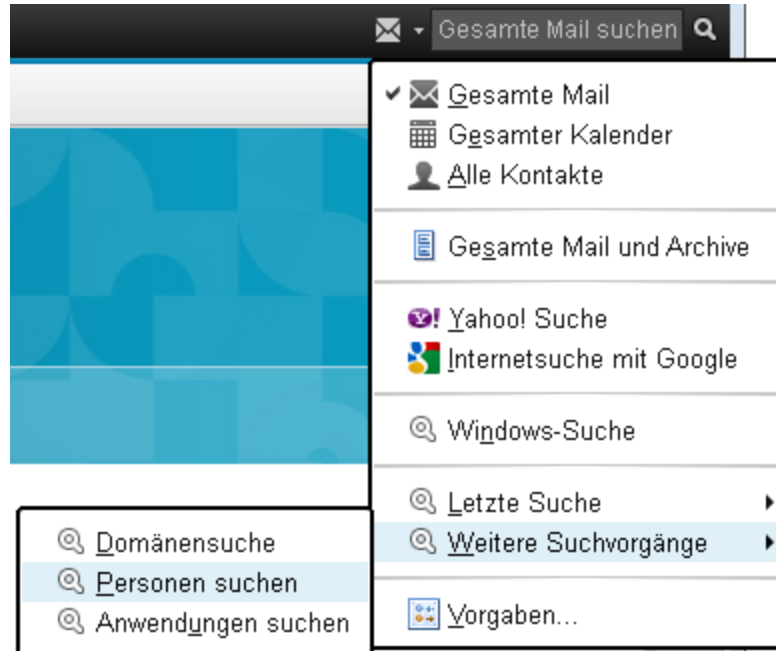 Gesamte Mail suchen
Gesamte Mail
Gesamter Kalender
Alle Kontakte
Gesamte Mail und Archive
Y! Yahoo! Suche
Internetsuche mit Google
Windows-Suche
Letzte Suche
Weitere Suchvorgänge
Domänensuche
Personen suchen
Anwendungen suchen
Vorgaben...